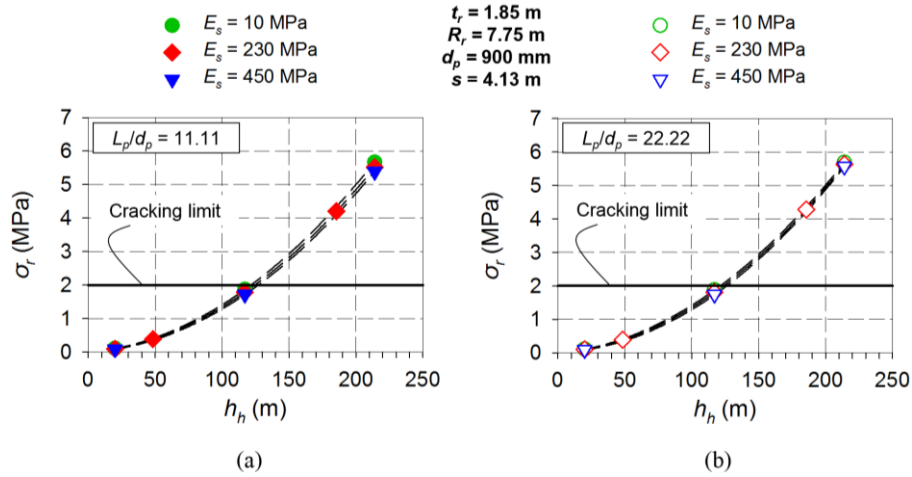 E_s = 10 MPa
E_s = 230 MPa
E_s = 450 MPa
t_r = 1.85 m
R_r = 7.75 m
d_p = 900 mm
s = 4.13 m
E_s = 10 MPa
E_s = 230 MPa
E_s = 450 MPa
L_p/d_p = 11.11
Cracking limit
σ_r (MPa)
7
6
5
4
3
2
1
0
0 50 100 150 200 250
h_h (m)
(a)
L_p/d_p = 22.22
Cracking limit
σ_r (MPa)
7
6
5
4
3
2
1
0
0 50 100 150 200 250
h_h (m)
(b)